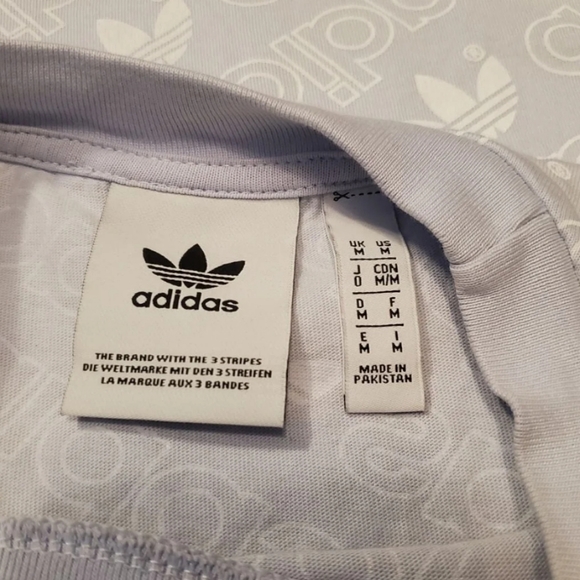 adidas
THE BRAND WITH THE 3 STRIPES
DIE WELTMARKE MIT DEN 3 STREIFEN
LA MARQUE AUX 3 BANDES
UK US
M M
J CDN
O M/M
D F
M M
E I
M M
MADE IN
PAKISTAN